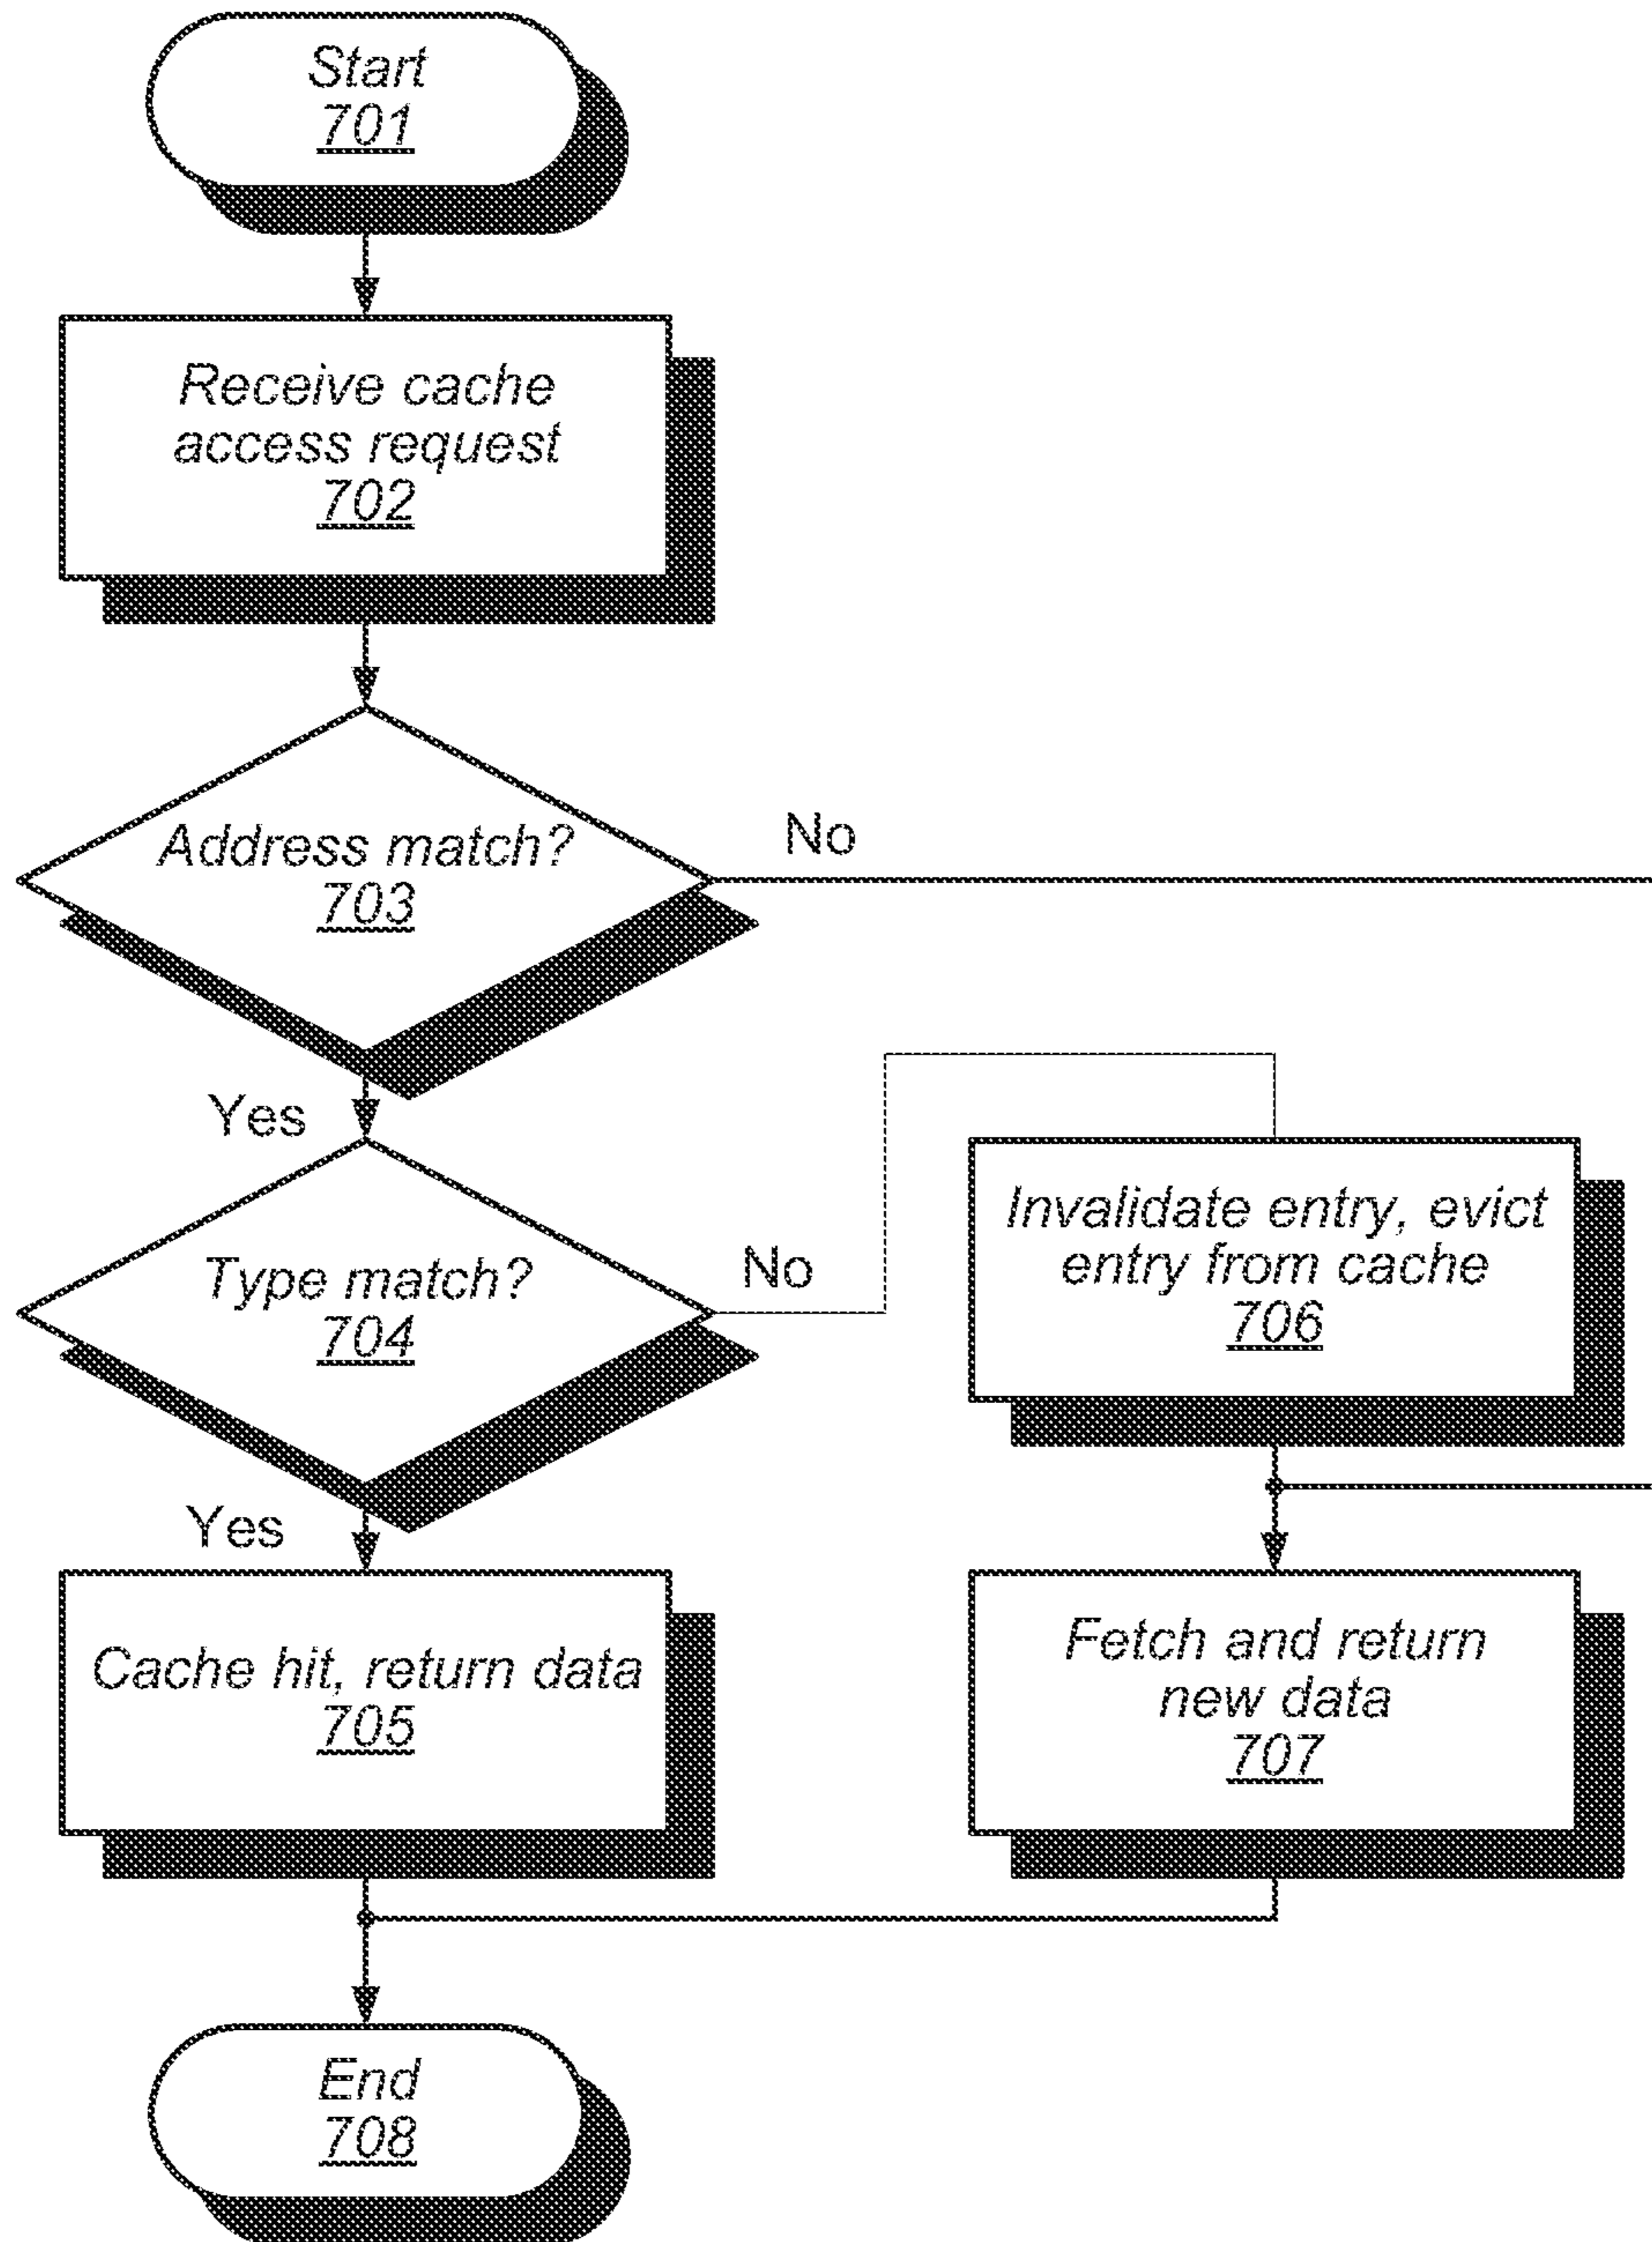 Start
701
Receive cache
access request
702
Address match?
703
No
Yes
Type match?
704
No
Invalidate entry, evict
entry from cache
706
Yes
Cache hit, return data
705
Fetch and return
new data
707
End
708